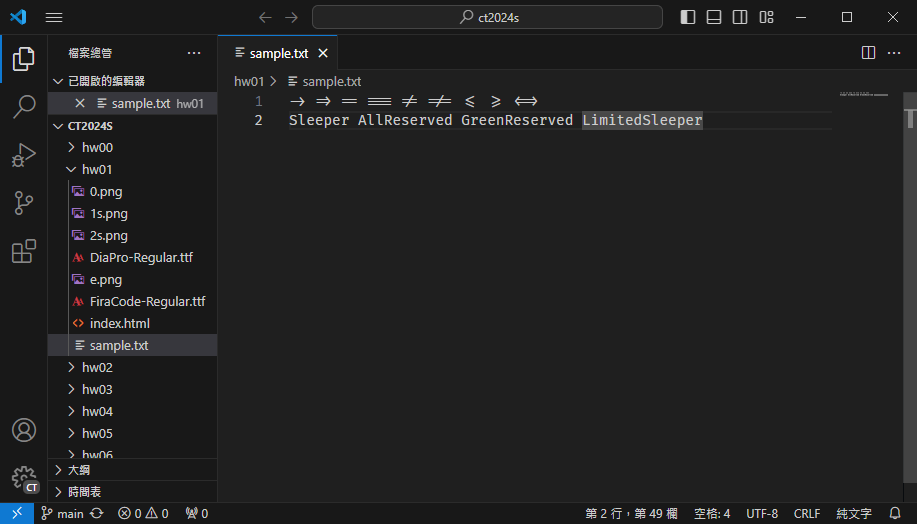 ct2024s
檔案總管
已開啟的編輯器
sample.txt hw01
CT2024S
hw00
hw01
0.png
1s.png
2s.png
DiaPro-Regular.ttf
e.png
FiraCode-Regular.ttf
index.html
sample.txt
hw02
hw03
hw04
hw05
hw06
大綱
時間表
CT
sample.txt
hw01 > sample.txt
1 -> => == === != !== <= >= <=>
2 Sleeper AllReserved GreenReserved LimitedSleeper
main 0 0 0 第 2 行，第 49 欄 空格: 4 UTF-8 CRLF 純文字